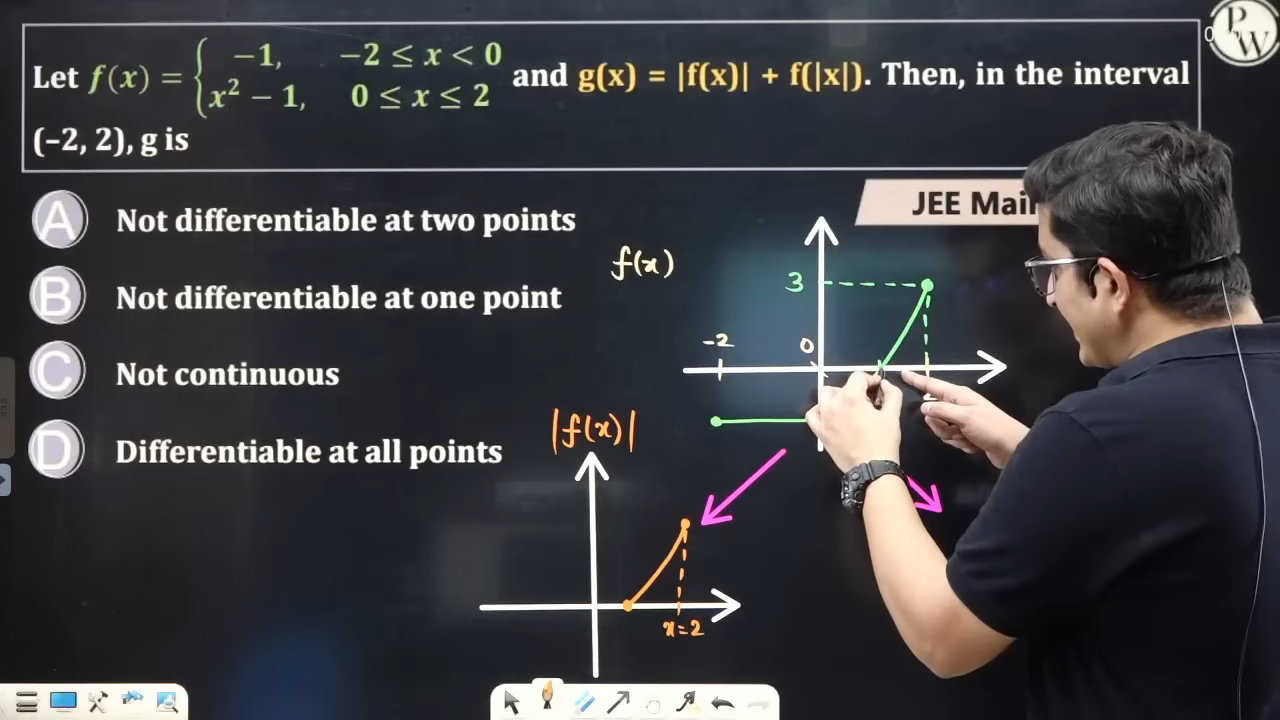 Let f(x) = { −1, −2 ≤ x < 0
x² − 1, 0 ≤ x ≤ 2 and g(x) = |f(x)| + f(|x|). Then, in the interval
(−2, 2), g is
P
W
A Not differentiable at two points
B Not differentiable at one point
C Not continuous
D Differentiable at all points
JEE Main
f(x)
3
-2
0
|f(x)|
x=2